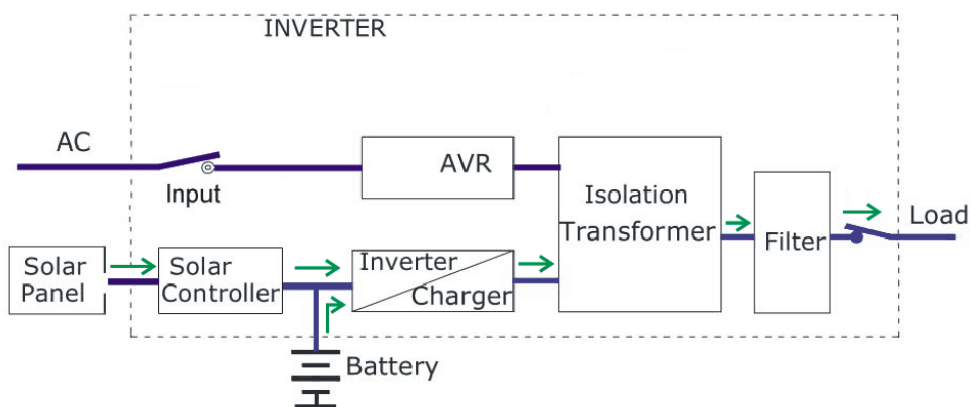 INVERTER
AC
Input
AVR
Isolation
Transformer
Filter
Load
Solar
Panel
Solar
Controller
Inverter
Charger
Battery